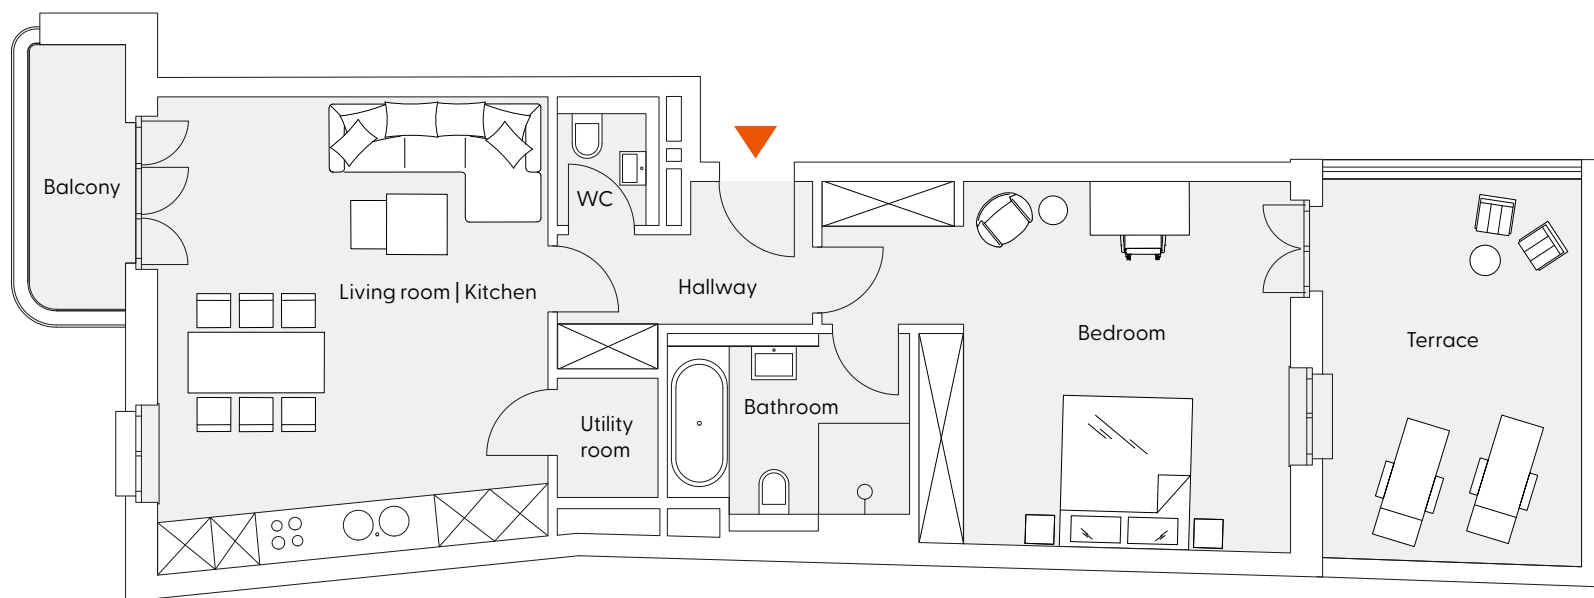 Balcony
WC
Living room | Kitchen
Hallway
Bedroom
Terrace
Bathroom
Utility
room